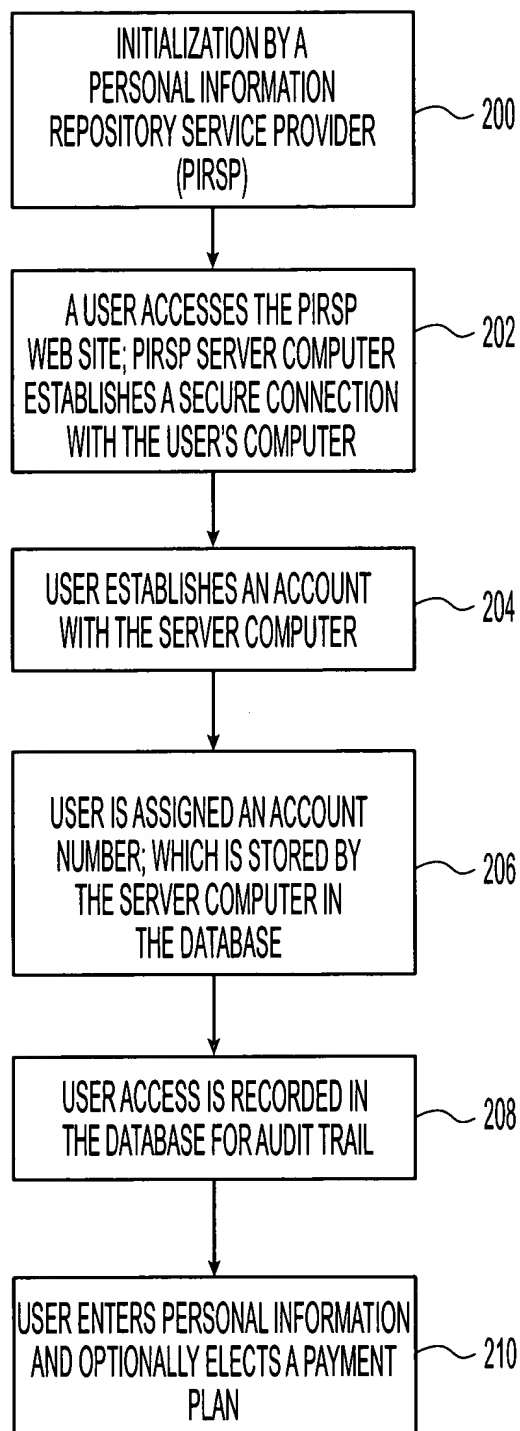 INITIALIZATION BY A
PERSONAL INFORMATION
REPOSITORY SERVICE PROVIDER
(PIRSP)
200
A USER ACCESSES THE PIRSP
WEB SITE; PIRSP SERVER COMPUTER
ESTABLISHES A SECURE CONNECTION
WITH THE USER'S COMPUTER
202
USER ESTABLISHES AN ACCOUNT
WITH THE SERVER COMPUTER
204
USER IS ASSIGNED AN ACCOUNT
NUMBER; WHICH IS STORED BY
THE SERVER COMPUTER IN
THE DATABASE
206
USER ACCESS IS RECORDED IN
THE DATABASE FOR AUDIT TRAIL
208
USER ENTERS PERSONAL INFORMATION
AND OPTIONALLY ELECTS A PAYMENT
PLAN
210